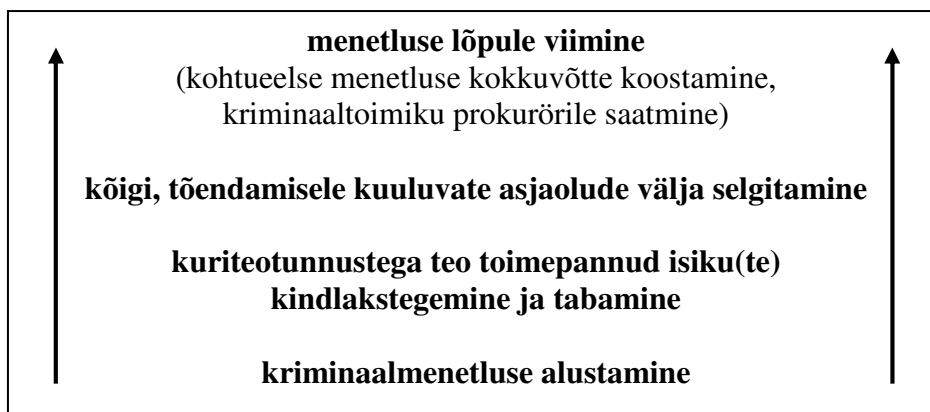 menetluse lõpule viimine
(kohtueelse menetluse kokkuvõtte koostamine,
kriminaaltoimiku prokurörile saatmine)
kõigi, tõendamisele kuuluvate asjaolude välja selgitamine
kuriteotunnustega teo toimepannud isiku(te)
kindlakstegemine ja tabamine
kriminaalmenetluse alustamine